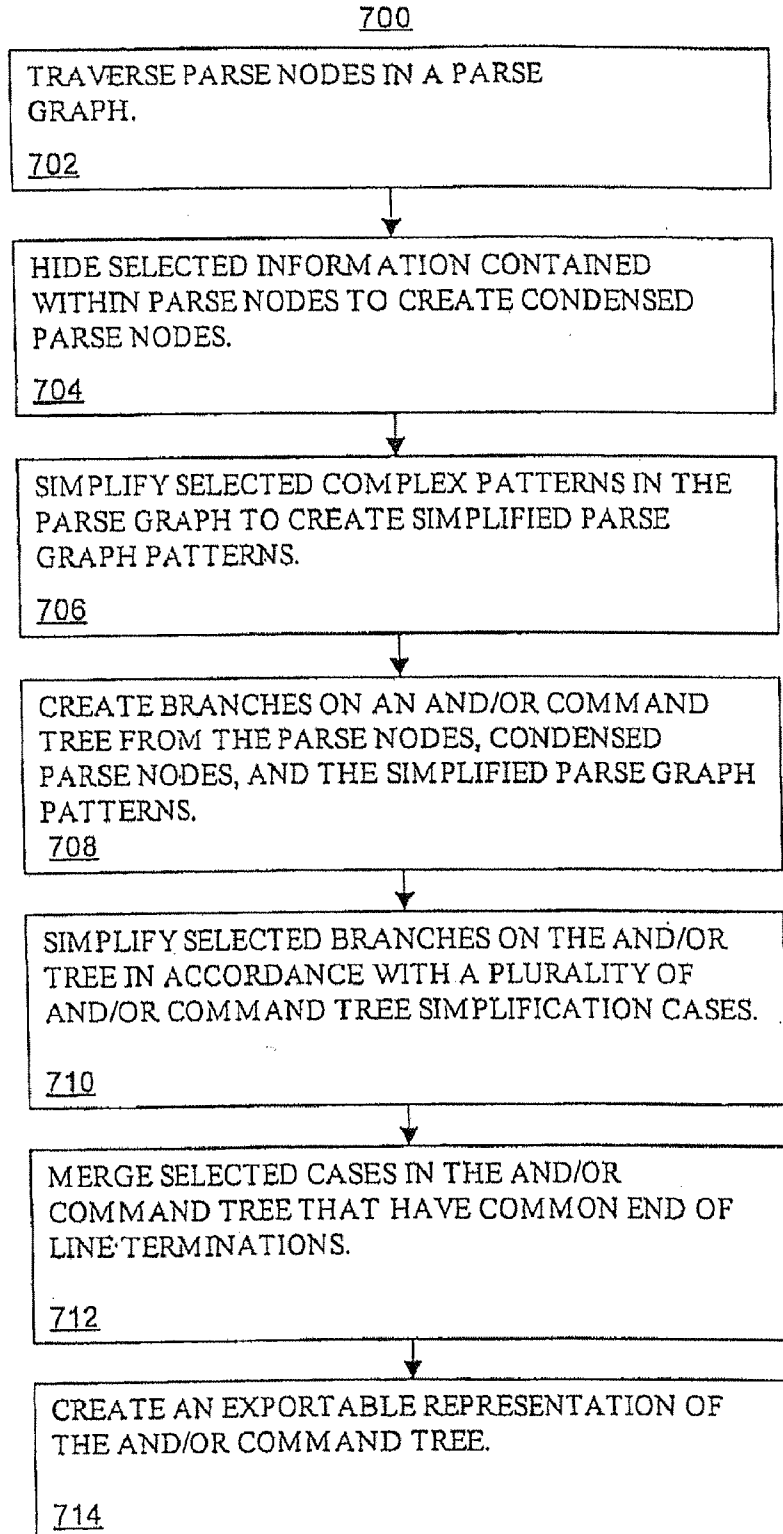 700
TRAVERSE PARSE NODES IN A PARSE
GRAPH.
702
HIDE SELECTED INFORMATION CONTAINED
WITHIN PARSE NODES TO CREATE CONDENSED
PARSE NODES.
704
SIMPLIFY SELECTED COMPLEX PATTERNS IN THE
PARSE GRAPH TO CREATE SIMPLIFIED PARSE
GRAPH PATTERNS.
706
CREATE BRANCHES ON AN AND/OR COMMAND
TREE FROM THE PARSE NODES, CONDENSED
PARSE NODES, AND THE SIMPLIFIED PARSE GRAPH
PATTERNS.
708
SIMPLIFY SELECTED BRANCHES ON THE AND/OR
TREE IN ACCORDANCE WITH A PLURALITY OF
AND/OR COMMAND TREE SIMPLIFICATION CASES.
710
MERGE SELECTED CASES IN THE AND/OR
COMMAND TREE THAT HAVE COMMON END OF
LINE TERMINATIONS.
712
CREATE AN EXPORTABLE REPRESENTATION OF
THE AND/OR COMMAND TREE.
714